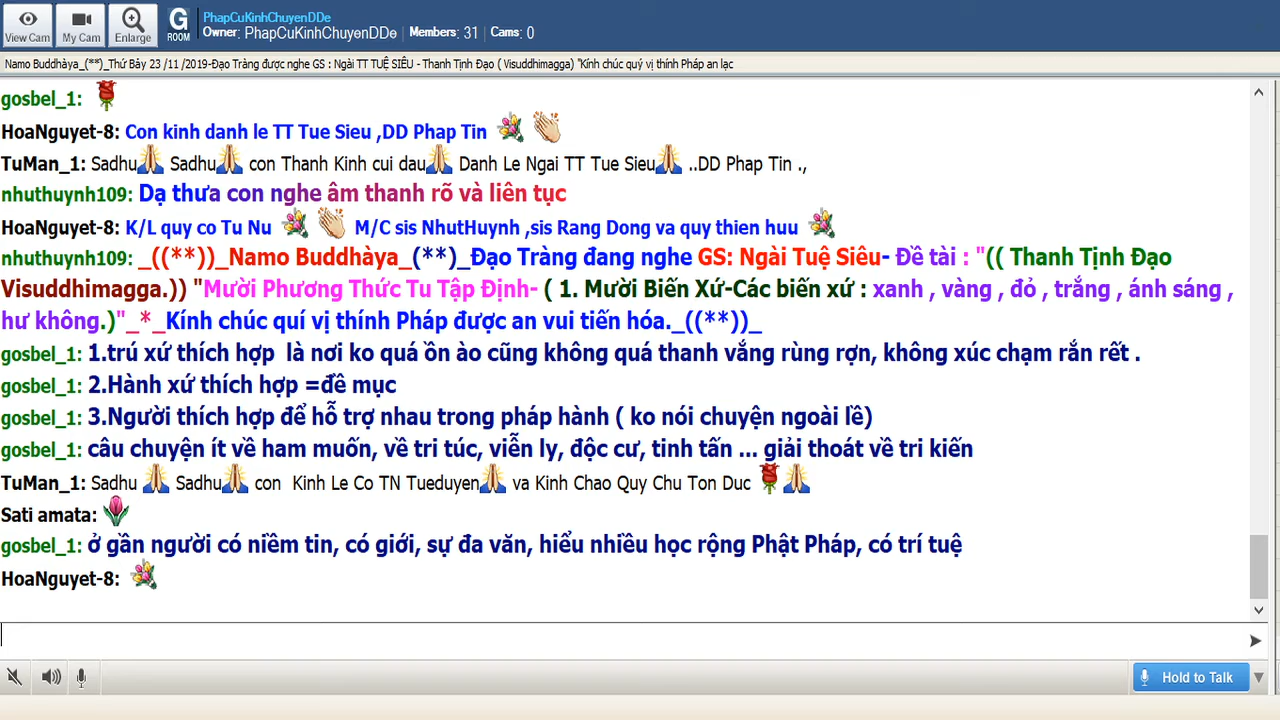 View Cam
My Cam
Enlarge
G
ROOM
PhapCuKinhChuyenDDe
Owner: PhapCuKinhChuyenDDe | Members: 31 | Cams: 0
Namo Buddhàya_(**)_Thứ Bảy 23 /11 /2019-Đạo Tràng được nghe GS : Ngài TT TUỆ SIÊU - Thanh Tịnh Đạo ( Visuddhimagga) "Kính chúc quý vị thính Pháp an lạc
gosbel_1:
HoaNguyet-8: Con kinh danh le TT Tue Sieu ,DD Phap Tin
TuMan_1: Sadhu Sadhu con Thanh Kinh cui dau Danh Le Ngai TT Tue Sieu ..DD Phap Tin .,
nhuthuynh109: Dạ thưa con nghe âm thanh rõ và liên tục
HoaNguyet-8: K/L quy co Tu Nu M/C sis NhutHuynh ,sis Rang Dong va quy thien huu
nhuthuynh109: _((**))_Namo Buddhàya_(**)_Đạo Tràng đang nghe GS: Ngài Tuệ Siêu- Đề tài : "(( Thanh Tịnh Đạo
Visuddhimagga.)) "Mười Phương Thức Tu Tập Định- ( 1. Mười Biến Xứ-Các biến xứ : xanh , vàng , đỏ , trắng , ánh sáng ,
hư không.)"_*_Kính chúc quí vị thính Pháp được an vui tiến hóa._((**))_
gosbel_1: 1.trú xứ thích hợp là nơi ko quá ồn ào cũng không quá thanh vắng rùng rợn, không xúc chạm rắn rết .
gosbel_1: 2.Hành xứ thích hợp =đề mục
gosbel_1: 3.Người thích hợp để hỗ trợ nhau trong pháp hành ( ko nói chuyện ngoài lề)
gosbel_1: câu chuyện ít về ham muốn, về tri túc, viễn ly, độc cư, tinh tấn ... giải thoát về tri kiến
TuMan_1: Sadhu Sadhu con Kinh Le Co TN Tueduyen va Kinh Chao Quy Chu Ton Duc
Sati amata:
gosbel_1: ở gần người có niềm tin, có giới, sự đa văn, hiểu nhiều học rộng Phật Pháp, có trí tuệ
HoaNguyet-8:
Hold to Talk